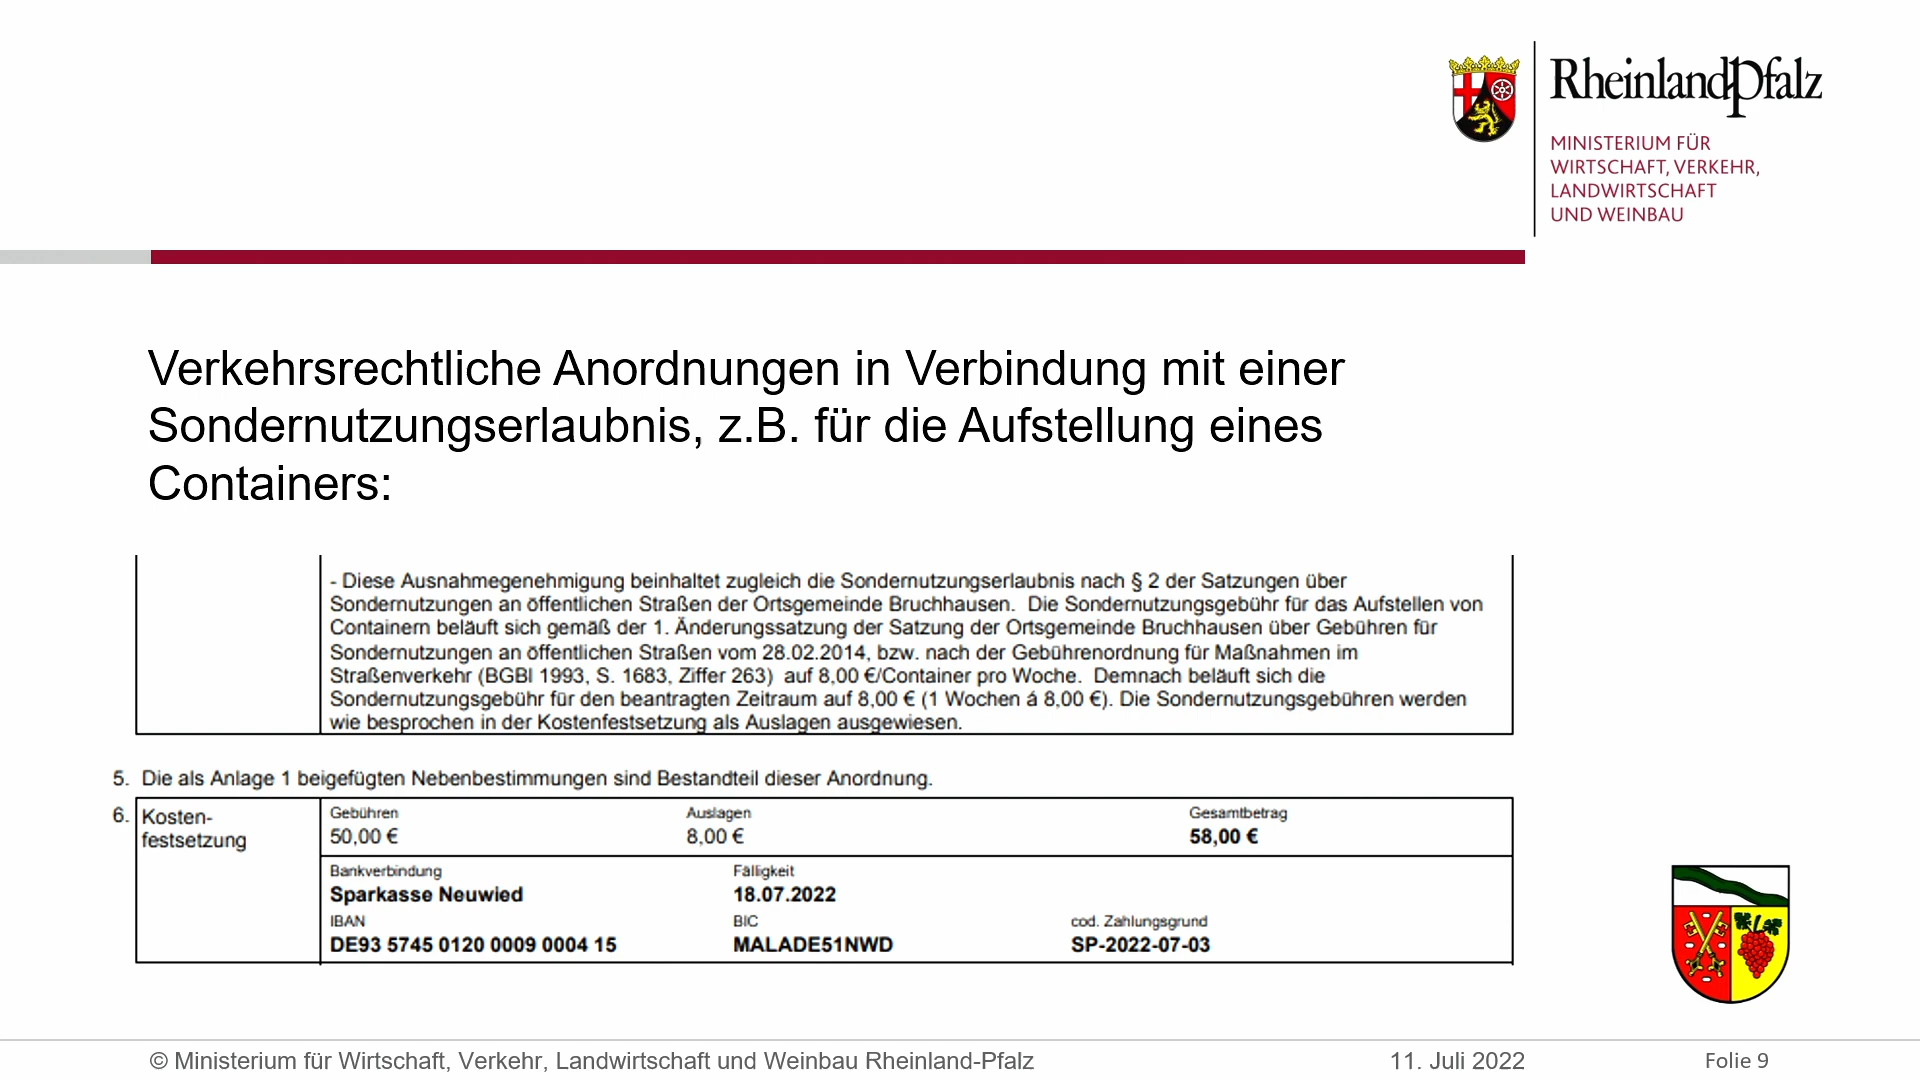 RheinlandPfalz
MINISTERIUM FÜR
WIRTSCHAFT, VERKEHR,
LANDWIRTSCHAFT
UND WEINBAU
Verkehrsrechtliche Anordnungen in Verbindung mit einer
Sondernutzungserlaubnis, z.B. für die Aufstellung eines
Containers:
- Diese Ausnahmegenehmigung beinhaltet zugleich die Sondernutzungserlaubnis nach § 2 der Satzungen über
Sondernutzungen an öffentlichen Straßen der Ortsgemeinde Bruchhausen. Die Sondernutzungsgebühr für das Aufstellen von
Containern beläuft sich gemäß der 1. Änderungssatzung der Satzung der Ortsgemeinde Bruchhausen über Gebühren für
Sondernutzungen an öffentlichen Straßen vom 28.02.2014, bzw. nach der Gebührenordnung für Maßnahmen im
Straßenverkehr (BGBl 1993, S. 1683, Ziffer 263) auf 8,00 €/Container pro Woche. Demnach beläuft sich die
Sondernutzungsgebühr für den beantragten Zeitraum auf 8,00 € (1 Wochen á 8,00 €). Die Sondernutzungsgebühren werden
wie besprochen in der Kostenfestsetzung als Auslagen ausgewiesen.
5. Die als Anlage 1 beigefügten Nebenbestimmungen sind Bestandteil dieser Anordnung.
6. Kosten-
festsetzung
Gebühren Auslagen Gesamtbetrag
50,00 € 8,00 € 58,00 €
Bankverbindung Fälligkeit
Sparkasse Neuwied 18.07.2022
IBAN BIC cod. Zahlungsgrund
DE93 5745 0120 0009 0004 15 MALADE51NWD SP-2022-07-03
© Ministerium für Wirtschaft, Verkehr, Landwirtschaft und Weinbau Rheinland-Pfalz 11. Juli 2022 Folie 9